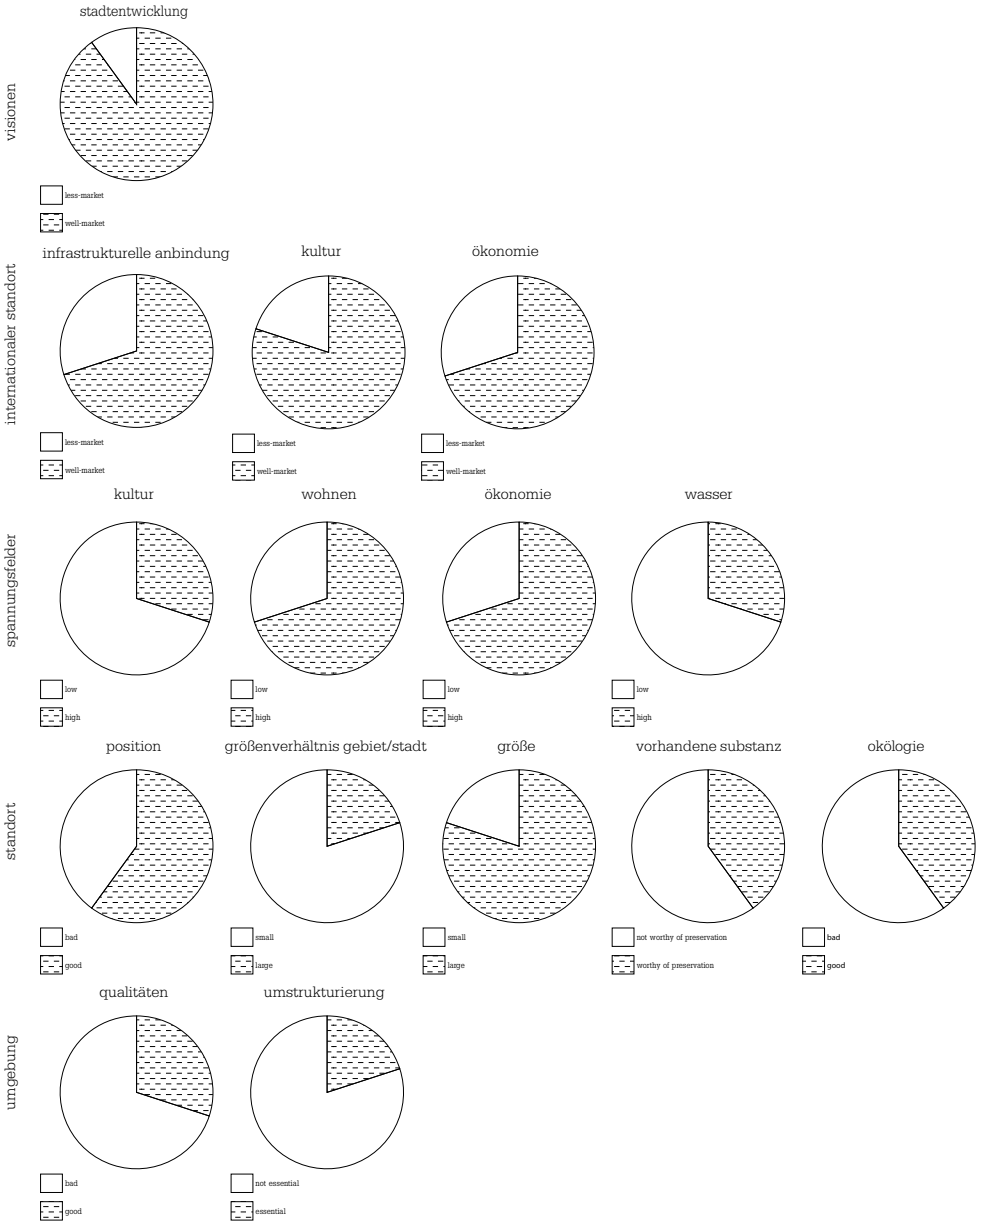 visionen
stadtentwicklung
less-market
well-market
internationaler standort
infrastrukturelle anbindung
kultur
ökonomie
less-market
well-market
less-market
well-market
less-market
well-market
spannungsfelder
kultur
wohnen
ökonomie
wasser
low
high
low
high
low
high
low
high
standort
position
größenverhältnis gebiet/stadt
größe
vorhandene substanz
okölogie
bad
good
small
large
small
large
not worthy of preservation
worthy of preservation
bad
good
umgebung
qualitäten
umstrukturierung
bad
good
not essential
essential